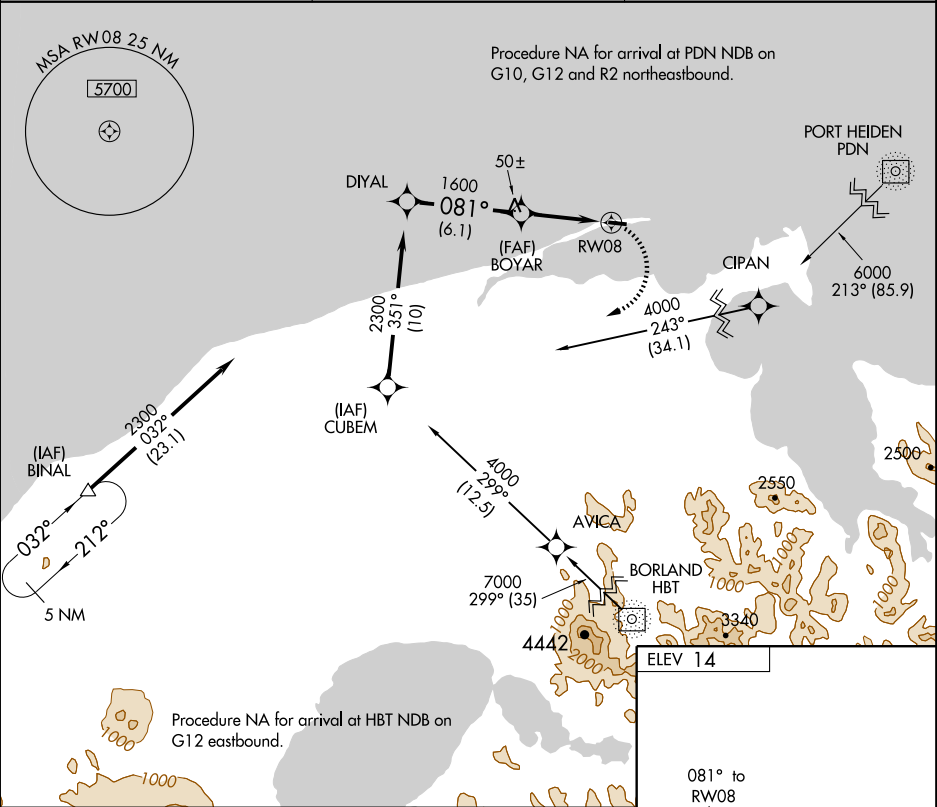 MSA RW08 25 NM
5700
Procedure NA for arrival at PDN NDB on
G10, G12 and R2 northeastbound.
PORT HEIDEN
PDN
50±
DIYAL
1600
081°
(6.1)
(FAF)
BOYAR
RW08
CIPAN
6000
213° (85.9)
4000
243°
(34.1)
2300
351°
(10)
(IAF)
CUBEM
2300
032°
(23.1)
(IAF)
BINAL
032°
212°
5 NM
4000
299°
(12.5)
AVICA
7000
299° (35)
BORLAND
HBT
2500
2550
1000
1000
1000
3340
4442
2000
ELEV 14
Procedure NA for arrival at HBT NDB on
G12 eastbound.
1000
1000
081° to
RW08